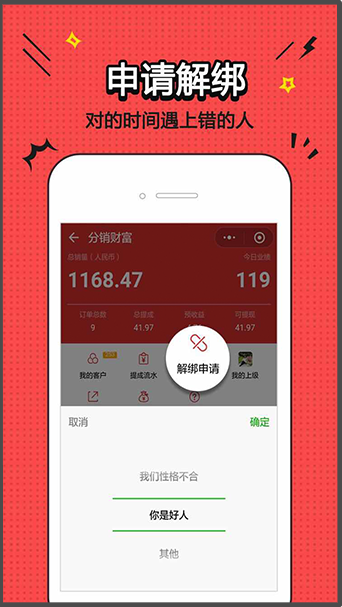 申请解绑
对的时间遇上错的人
分销财富
总销量（人民币）
今日业绩
1168.47
119
订单总数
总提成
预收益
可提现
9
41.97
41.97
解绑申请
我的客户
提成流水
我的上级
取消
确定
我们性格不合
你是好人
其他